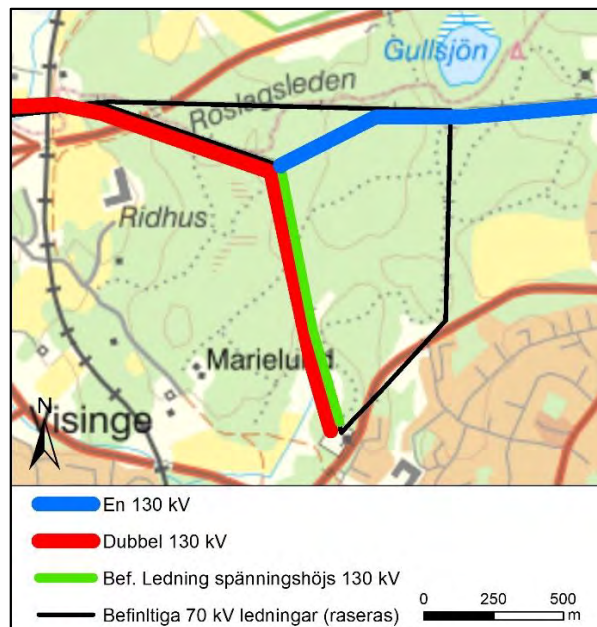 Gullsjön
Roslagsleden
Ridhus
Marielund
Visinge
N
En 130 kV
Dubbel 130 kV
Bef. Ledning spänningshöjs 130 kV
Befinltiga 70 kV ledningar (raseras)
0 250 500
m